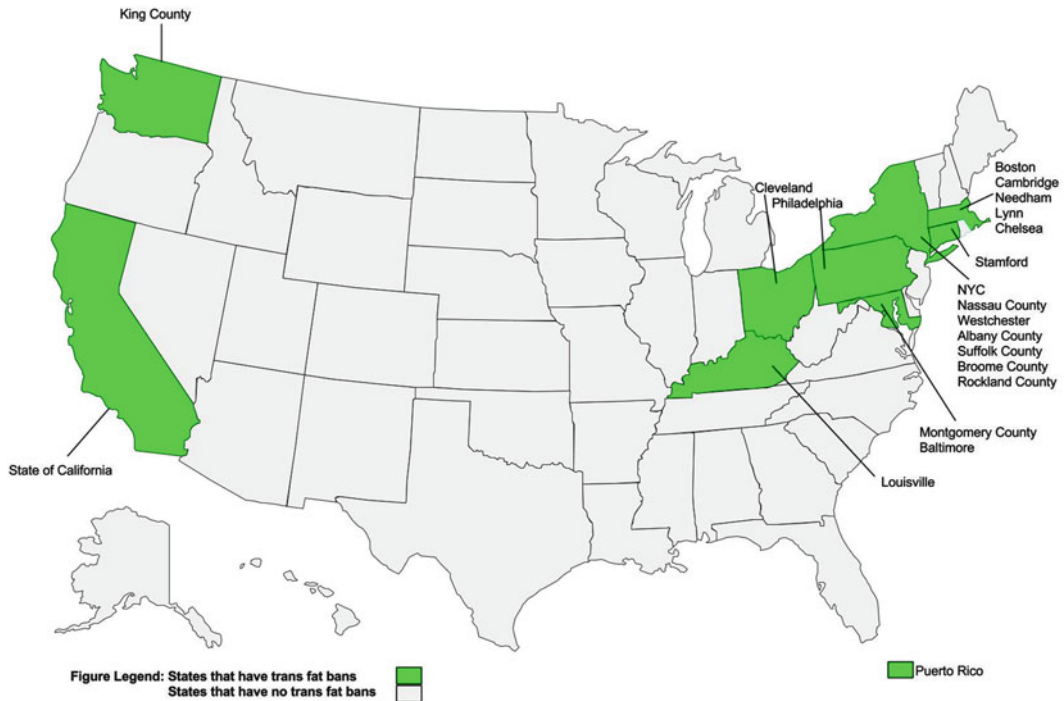 King County
Boston
Cambridge
Needham
Lynn
Chelsea
Cleveland
Philadelphia
Stamford
NYC
Nassau County
Westchester
Albany County
Suffolk County
Broome County
Rockland County
Montgomery County
Baltimore
State of California
Louisville
Figure Legend: States that have trans fat bans
States that have no trans fat bans
Puerto Rico